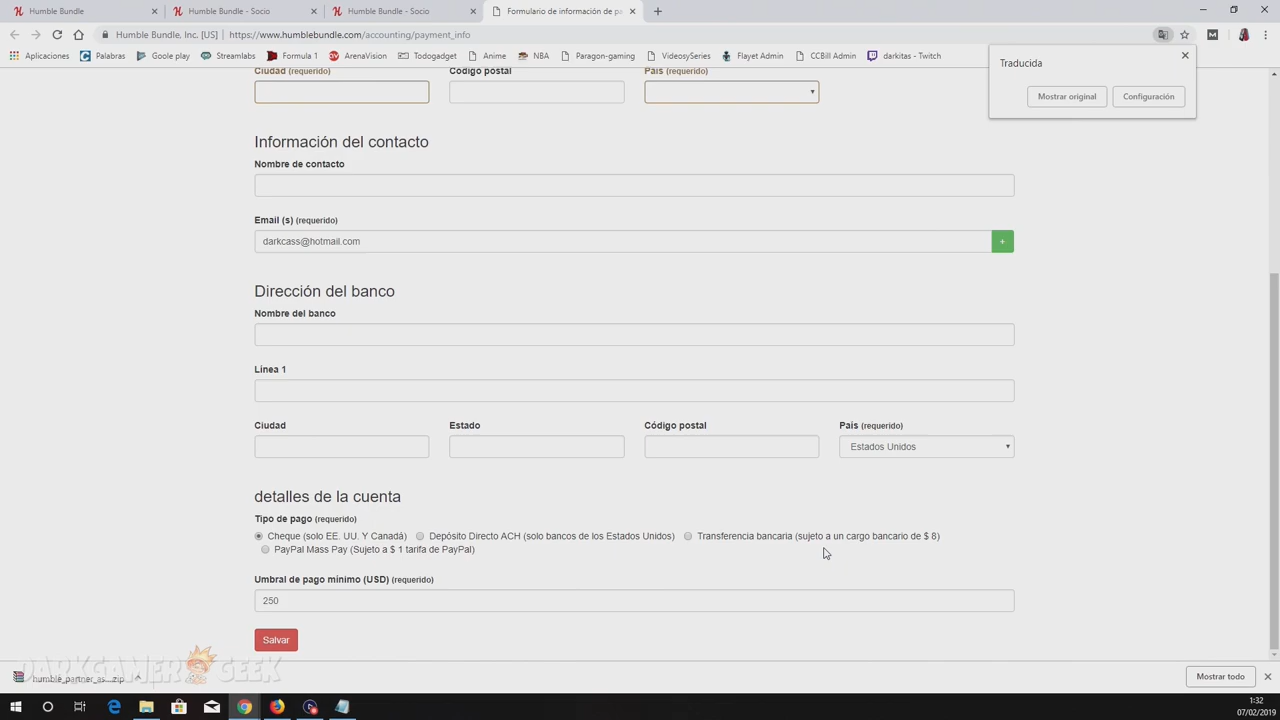 Humble Bundle
Humble Bundle - Socio
Humble Bundle - Socio
Formulario de información de pa
Humble Bundle, Inc. [US] | https://www.humblebundle.com/accounting/payment_info
Aplicaciones
Palabras
Goole play
Streamlabs
Formula 1
ArenaVision
Todogadget
Anime
NBA
Paragon-gaming
VideosySeries
Flayet Admin
CCBill Admin
darkitas - Twitch
Traducida
Mostrar original
Configuración
Ciudad (requerido)
Código postal
País (requerido)
Información del contacto
Nombre de contacto
Email (s) (requerido)
darkcass@hotmail.com
+
Dirección del banco
Nombre del banco
Línea 1
Ciudad
Estado
Código postal
País (requerido)
Estados Unidos
detalles de la cuenta
Tipo de pago (requerido)
Cheque (solo EE. UU. Y Canadá)
Depósito Directo ACH (solo bancos de los Estados Unidos)
Transferencia bancaria (sujeto a un cargo bancario de $ 8)
PayPal Mass Pay (Sujeto a $ 1 tarifa de PayPal)
Umbral de pago mínimo (USD) (requerido)
250
Salvar
DARKGAMER GEEK
humble_partner_as....zip
Mostrar todo
1:32
07/02/2019